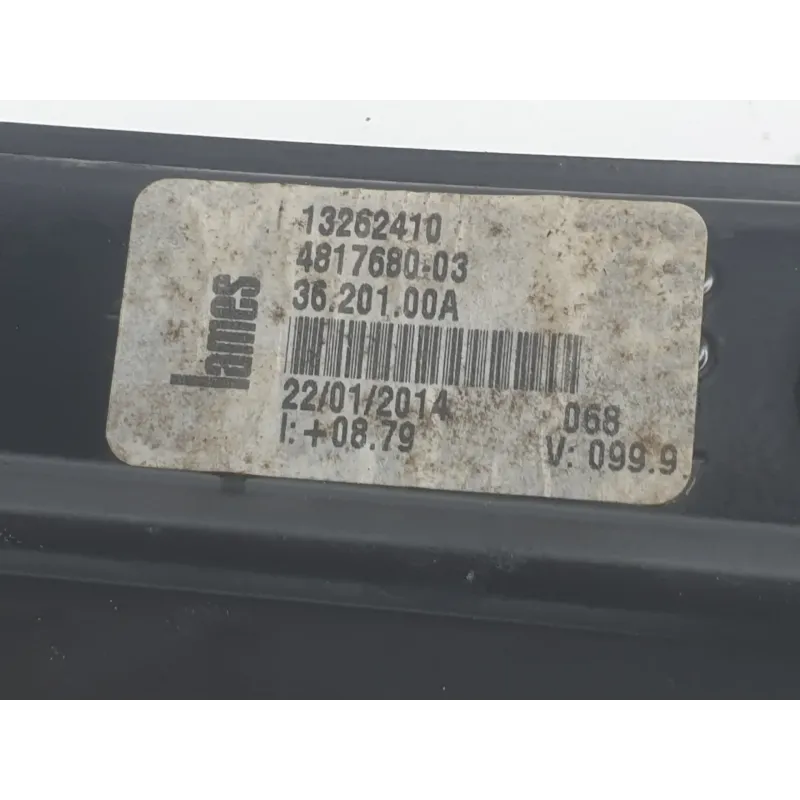 13262410
4817680-03
36.201.00A
lames
22/01/2014 068
I: +08.79 V: 099.9